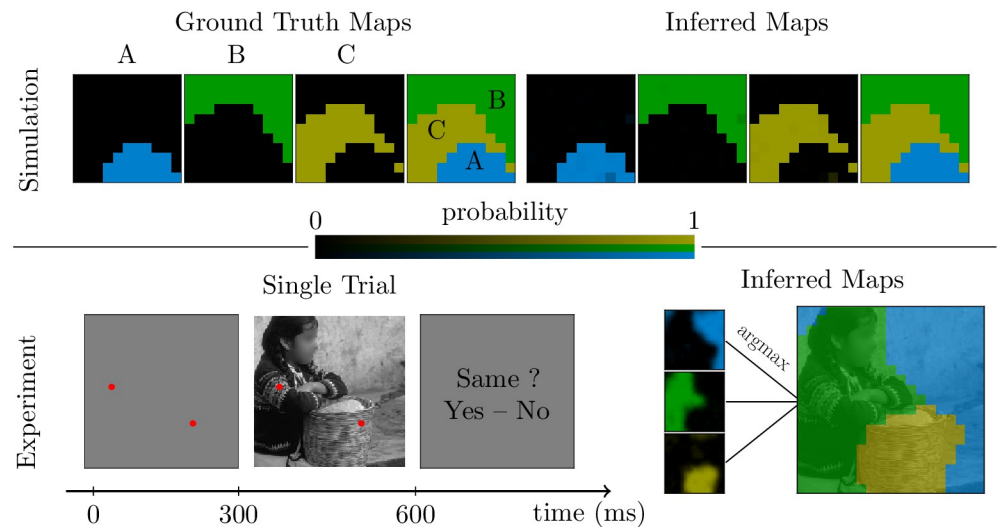 Ground Truth Maps
Inferred Maps
A
B
C
Simulation
B
C
A
0
probability
1
Single Trial
Inferred Maps
Experiment
Same ?
Yes – No
argmax
0
300
600
time (ms)